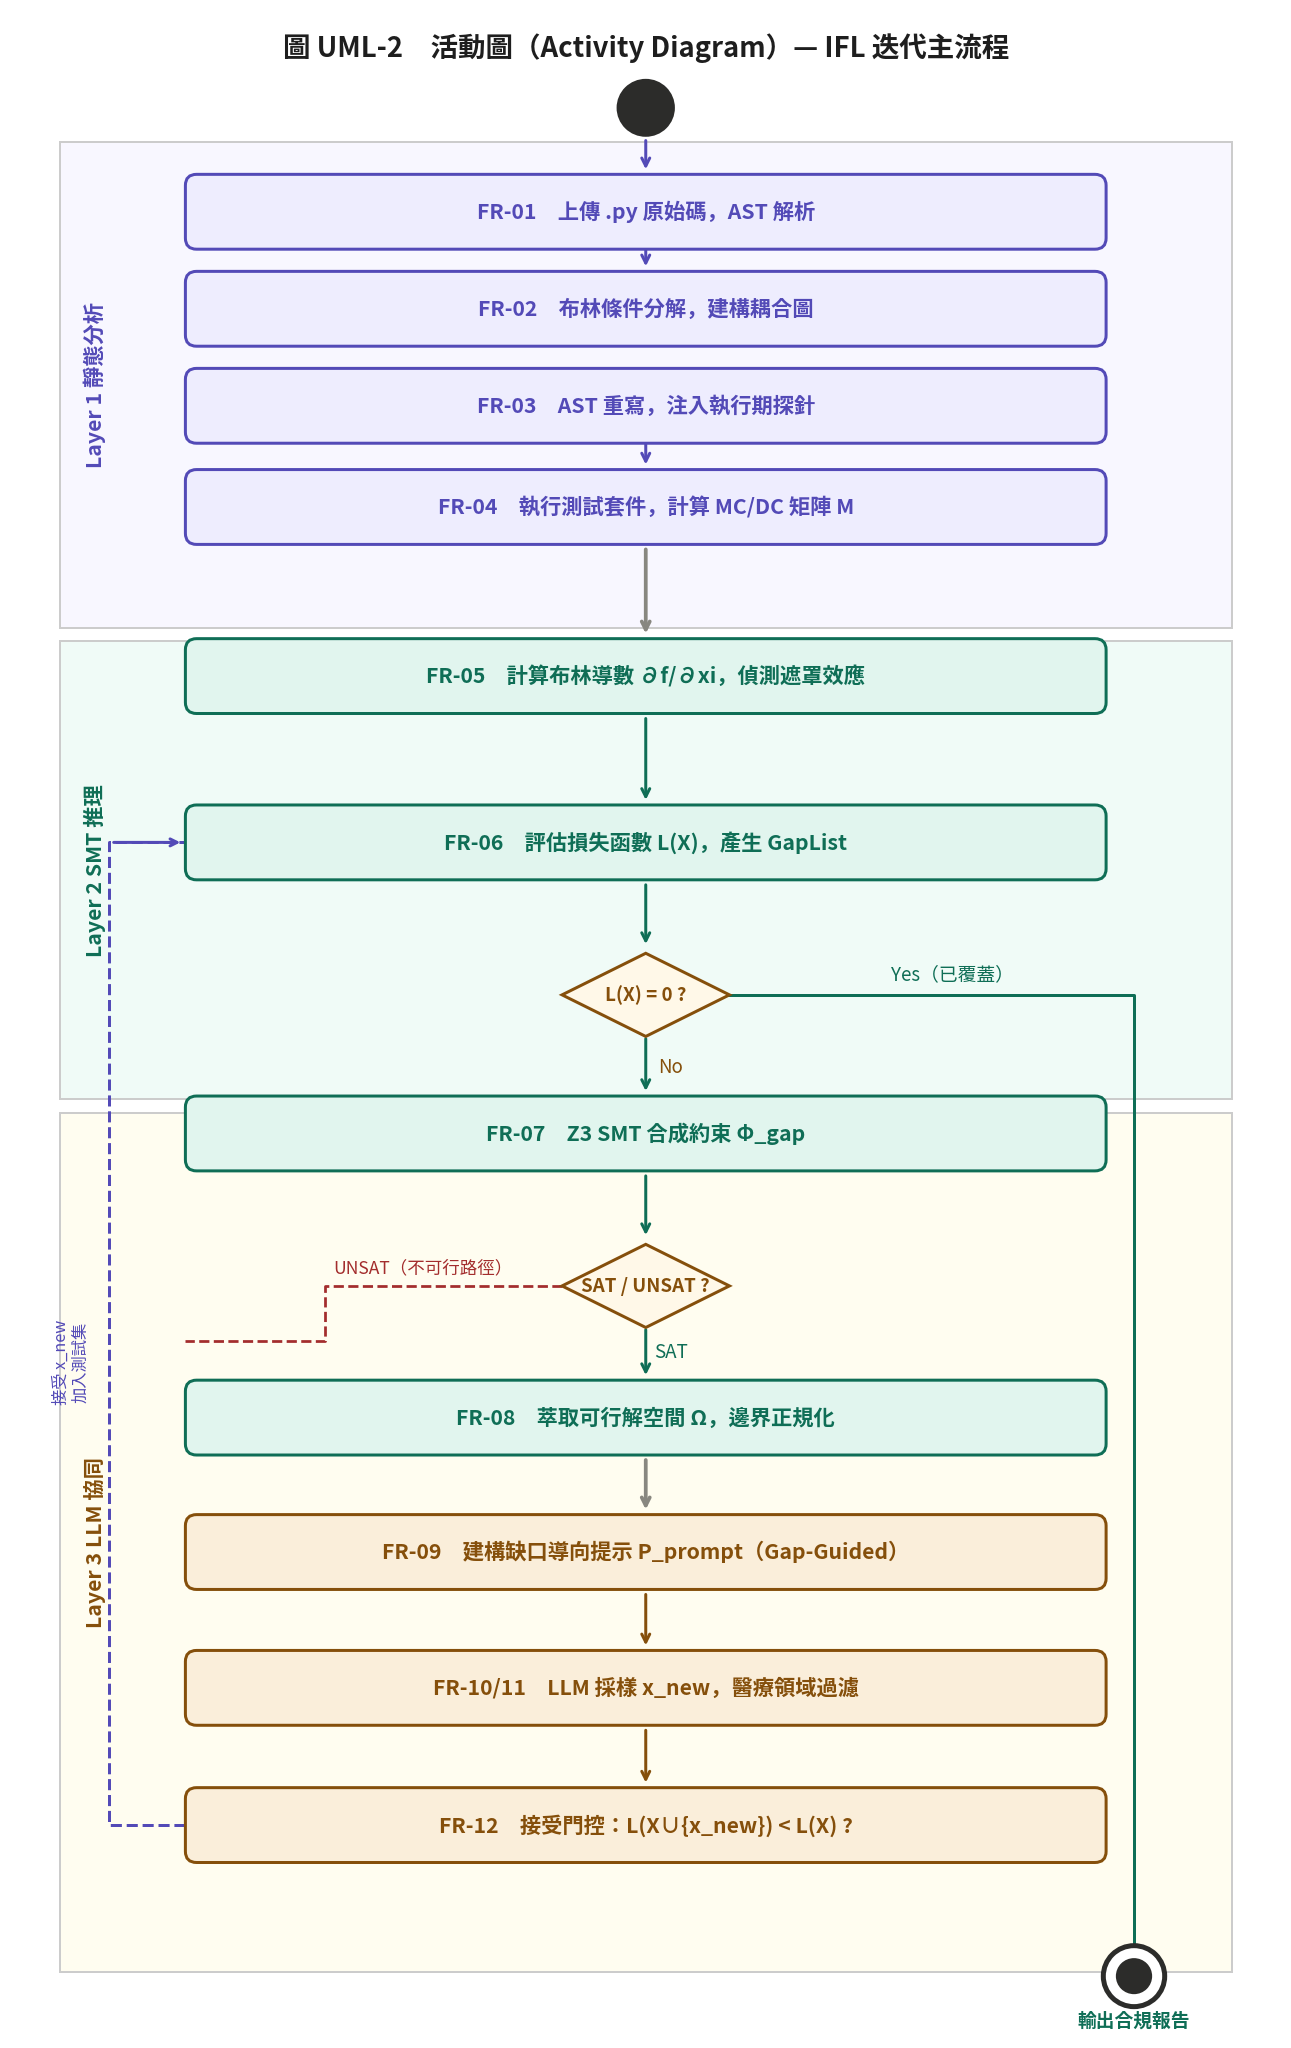 圖 UML-2　活動圖（Activity Diagram）— IFL 迭代主流程
Layer 1 靜態分析
FR-01　上傳 .py 原始碼，AST 解析
FR-02　布林條件分解，建構耦合圖
FR-03　AST 重寫，注入執行期探針
FR-04　執行測試套件，計算 MC/DC 矩陣 M
Layer 2 SMT 推理
FR-05　計算布林導數 ∂f/∂xi，偵測遮罩效應
FR-06　評估損失函數 L(X)，產生 GapList
L(X) = 0 ?
Yes（已覆蓋）
No
FR-07　Z3 SMT 合成約束 Φ_gap
UNSAT（不可行路徑）
SAT / UNSAT ?
SAT
接受 x_new
加入測試集
FR-08　萃取可行解空間 Ω，邊界正規化
Layer 3 LLM 協同
FR-09　建構缺口導向提示 P_prompt（Gap-Guided）
FR-10/11　LLM 採樣 x_new，醫療領域過濾
FR-12　接受門控：L(X∪{x_new}) < L(X) ?
輸出合規報告